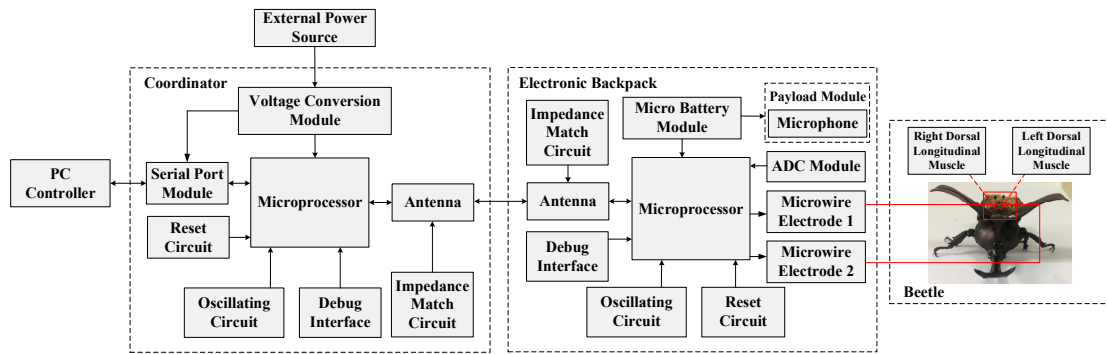 External Power
Source
Coordinator
Voltage Conversion
Module
PC
Controller
Serial Port
Module
Microprocessor
Antenna
Reset
Circuit
Oscillating
Circuit
Debug
Interface
Impedance
Match
Circuit
Electronic Backpack
Impedance
Match
Circuit
Micro Battery
Module
Payload Module
Microphone
Antenna
Microprocessor
ADC Module
Microwire
Electrode 1
Debug
Interface
Microwire
Electrode 2
Oscillating
Circuit
Reset
Circuit
Right Dorsal
Longitudinal
Muscle
Left Dorsal
Longitudinal
Muscle
Beetle